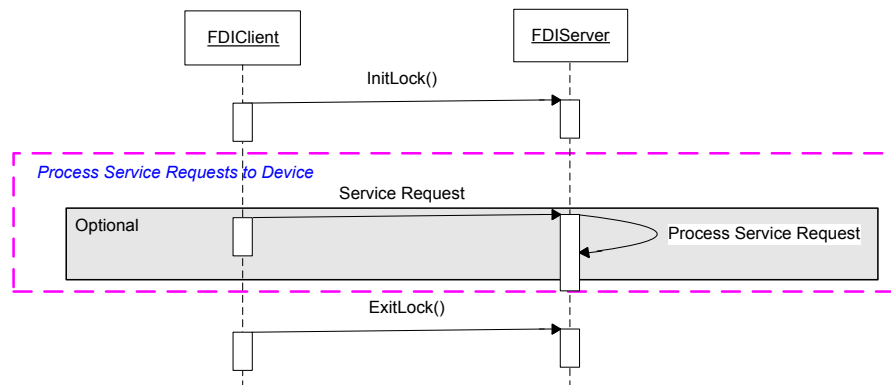 FDIClient
FDIServer
InitLock()
Process Service Requests to Device
Service Request
Optional
Process Service Request
ExitLock()